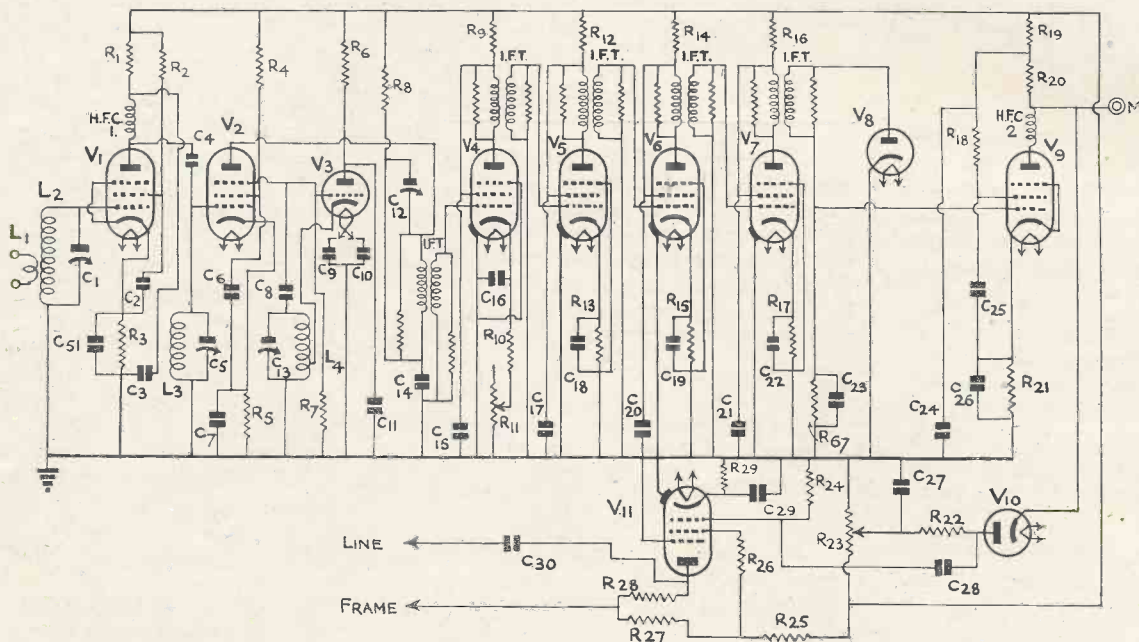 R1
R2
R4
R6
R8
R9
I.F.T.
R12
I.F.T.
R14
I.F.T.
R16
I.F.T.
R19
R20
M
H.F.C
1.
C4
V1
V2
V3
V4
V5
V6
V7
V8
R18
H.F.C
2
V9
L2
L1
C1
C2
C12
I.F.T.
C9
C10
C6
C8
C16
R13
R15
R17
C25
C51
R3
C3
C5
L3
C13
L4
R10
C18
C19
C22
C23
C26
R21
C7
R5
R7
C11
C14
C15
R11
C17
C20
C21
R67
C24
V11
R29
C29
R24
C27
V10
R23
R22
LINE
C30
R26
C28
R28
FRAME
R27
R25